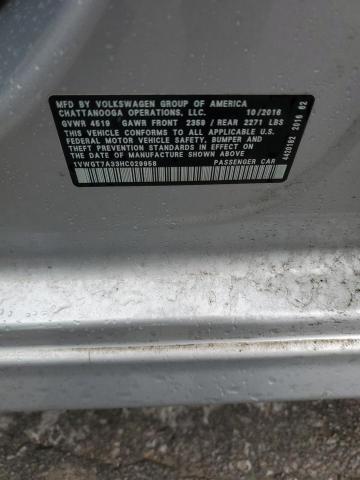 MFD BY VOLKSWAGEN GROUP OF AMERICA
CHATTANOOGA OPERATIONS, LLC. 10/2016
GVWR 4519 GAWR FRONT 2359 / REAR 2271 LBS
THIS VEHICLE CONFORMS TO ALL APPLICABLE U.S.
FEDERAL MOTOR VEHICLE SAFETY, BUMPER, AND
THEFT PREVENTION STANDARDS IN EFFECT ON THE
DATE OF MANUFACTURE SHOWN ABOVE.
1VWGT7A33HC029958 PASSENGER CAR
4420162 2016 62